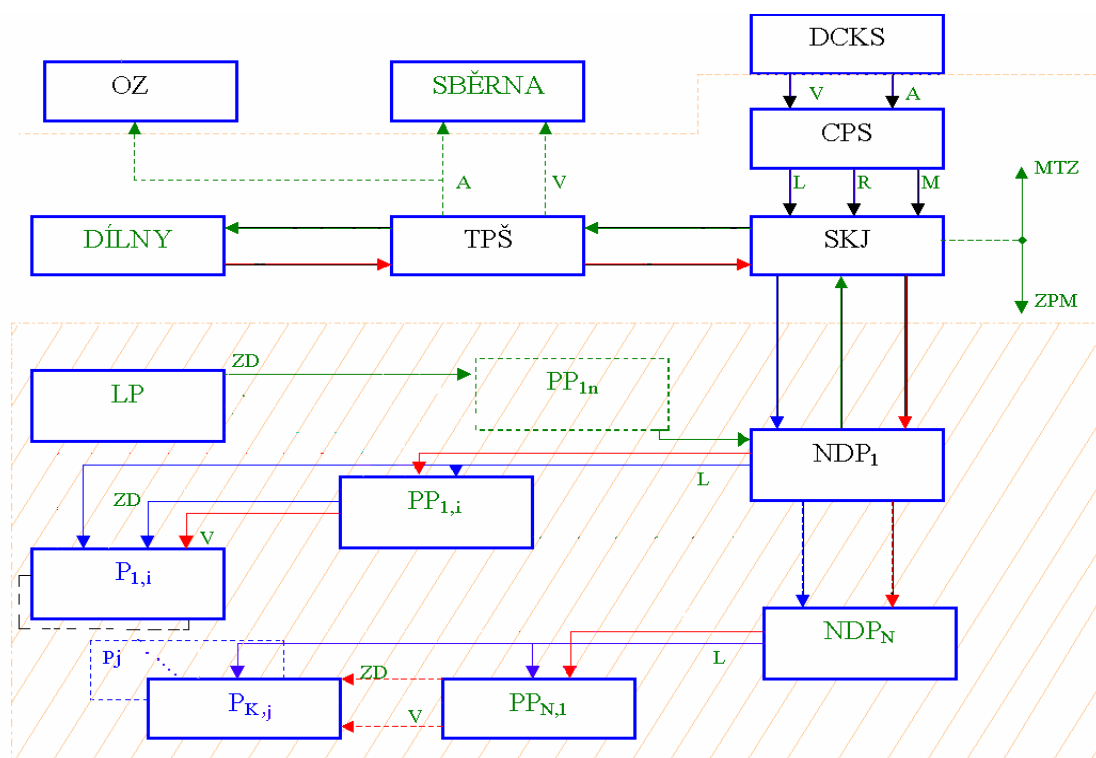 DCKS
OZ
SBĚRNA
V A
CPS
A V
L R M
MTZ
DÍLNY
TPŠ
SKJ
ZPM
ZD
LP
PP1n
NDP1
L
PP1,i
ZD
V
P1,i
NDPN
Pj
L
ZD
PK,j
PPN,1
V